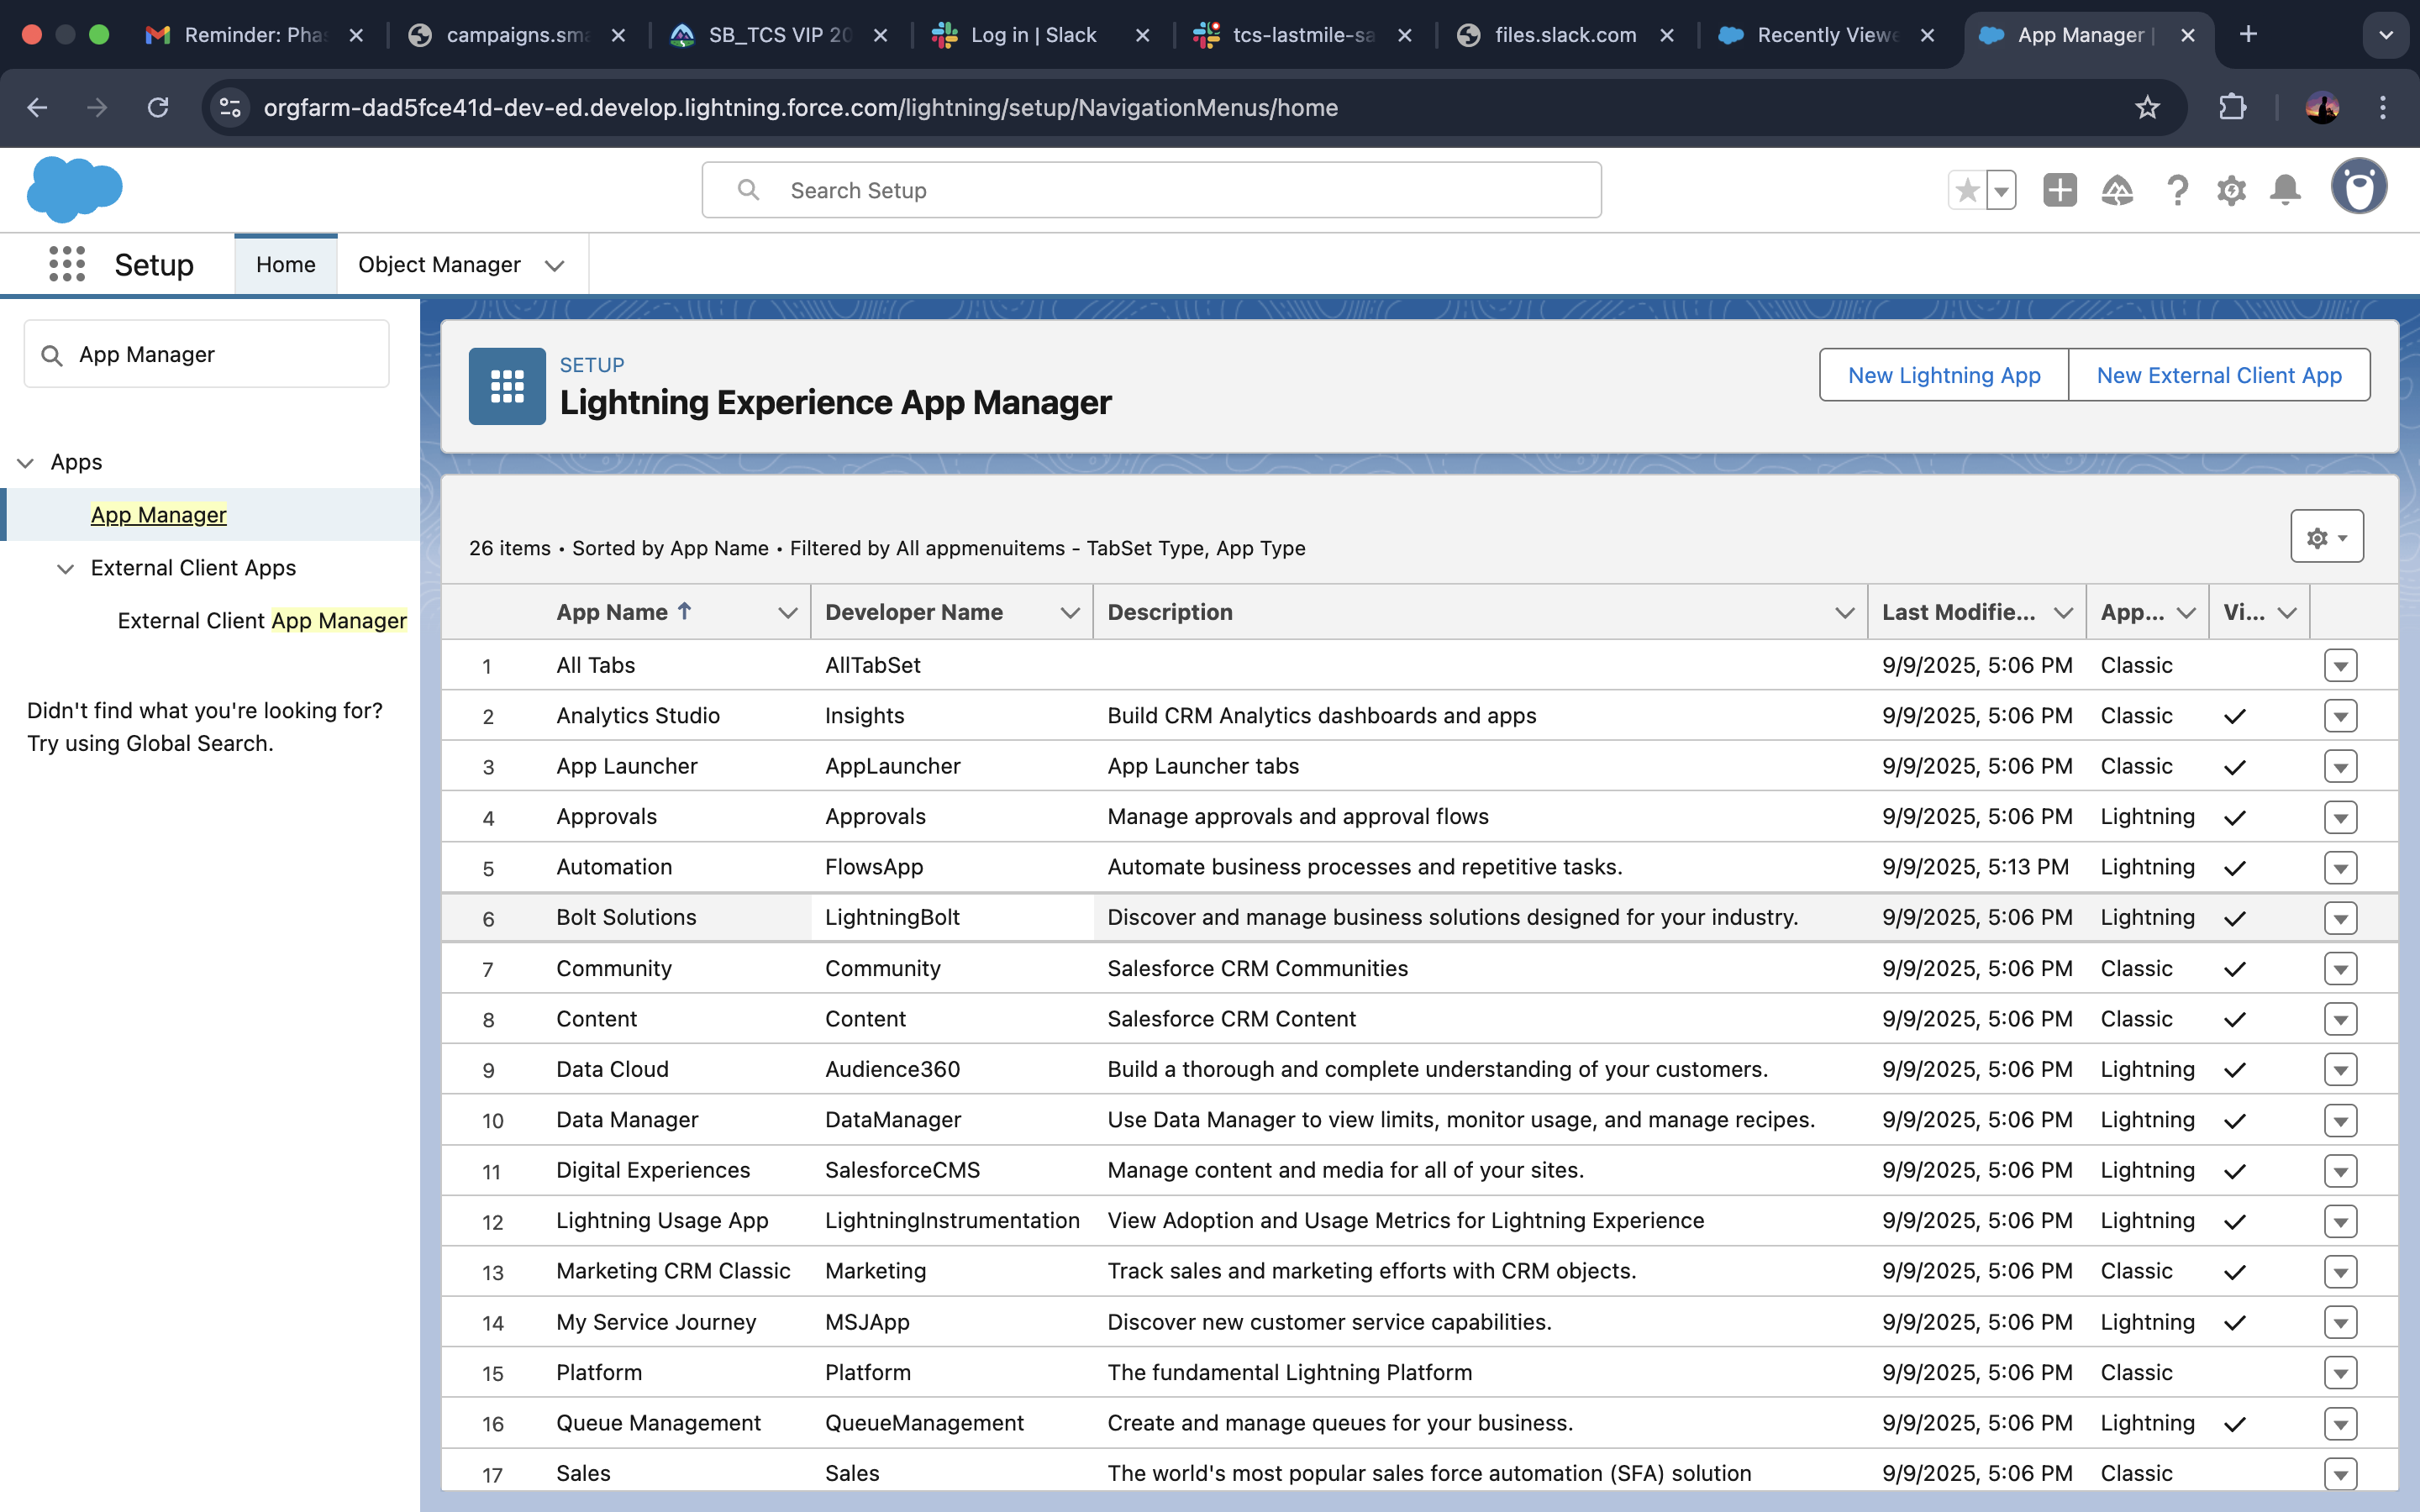 Reminder: Pha
campaigns.sma
SB_TCS VIP 20
Log in | Slack
tcs-lastmile-sa
files.slack.com
Recently Viewe
App Manager |
orgfarm-dad5fce41d-dev-ed.develop.lightning.force.com/lightning/setup/NavigationMenus/home
Search Setup
Setup
Home
Object Manager
App Manager
Apps
App Manager
External Client Apps
External Client App Manager
Didn't find what you're looking for?
Try using Global Search.
SETUP
Lightning Experience App Manager
New Lightning App
New External Client App
26 items • Sorted by App Name • Filtered by All appmenuitems - TabSet Type, App Type
App Name ↑ Developer Name Description Last Modifie... App... Vi...
1 All Tabs AllTabSet 9/9/2025, 5:06 PM Classic
2 Analytics Studio Insights Build CRM Analytics dashboards and apps 9/9/2025, 5:06 PM Classic
3 App Launcher AppLauncher App Launcher tabs 9/9/2025, 5:06 PM Classic
4 Approvals Approvals Manage approvals and approval flows 9/9/2025, 5:06 PM Lightning
5 Automation FlowsApp Automate business processes and repetitive tasks. 9/9/2025, 5:13 PM Lightning
6 Bolt Solutions LightningBolt Discover and manage business solutions designed for your industry. 9/9/2025, 5:06 PM Lightning
7 Community Community Salesforce CRM Communities 9/9/2025, 5:06 PM Classic
8 Content Content Salesforce CRM Content 9/9/2025, 5:06 PM Classic
9 Data Cloud Audience360 Build a thorough and complete understanding of your customers. 9/9/2025, 5:06 PM Lightning
10 Data Manager DataManager Use Data Manager to view limits, monitor usage, and manage recipes. 9/9/2025, 5:06 PM Lightning
11 Digital Experiences SalesforceCMS Manage content and media for all of your sites. 9/9/2025, 5:06 PM Lightning
12 Lightning Usage App LightningInstrumentation View Adoption and Usage Metrics for Lightning Experience 9/9/2025, 5:06 PM Lightning
13 Marketing CRM Classic Marketing Track sales and marketing efforts with CRM objects. 9/9/2025, 5:06 PM Classic
14 My Service Journey MSJApp Discover new customer service capabilities. 9/9/2025, 5:06 PM Lightning
15 Platform Platform The fundamental Lightning Platform 9/9/2025, 5:06 PM Classic
16 Queue Management QueueManagement Create and manage queues for your business. 9/9/2025, 5:06 PM Lightning
17 Sales Sales The world's most popular sales force automation (SFA) solution 9/9/2025, 5:06 PM Classic